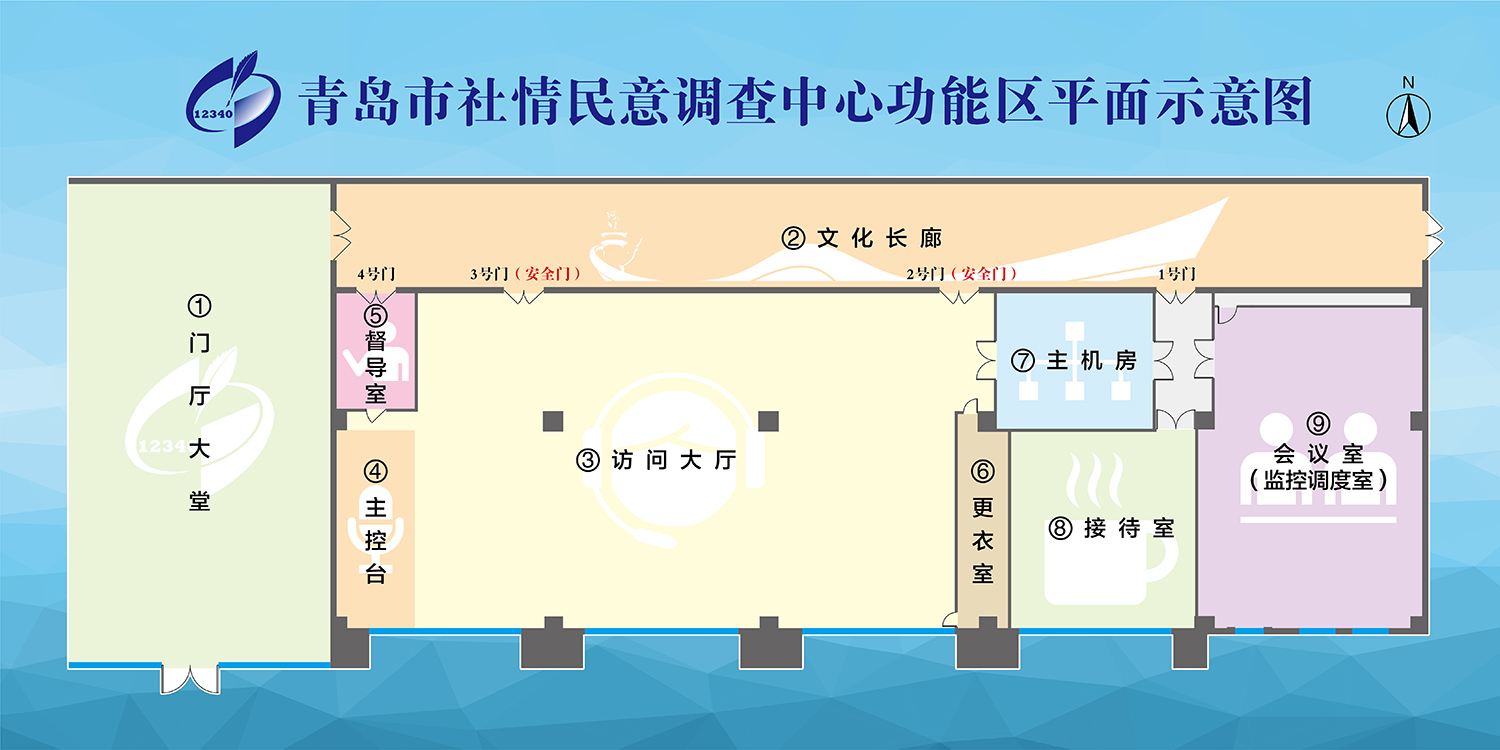 12340
青岛市社情民意调查中心功能区平面示意图
N
②文化长廊
4号门
3号门（安全门）
2号门（安全门）
1号门
①门厅大堂
1234
⑤督导室
④主控台
③访问大厅
⑦主机房
⑥更衣室
⑧接待室
⑨
会议室
（监控调度室）